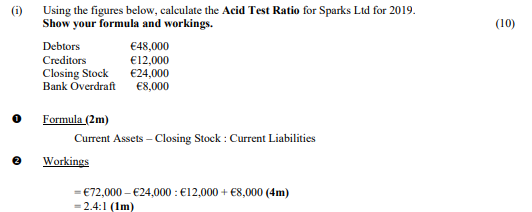 (i) Using the figures below, calculate the Acid Test Ratio for Sparks Ltd for 2019.
Show your formula and workings. (10)
Debtors €48,000
Creditors €12,000
Closing Stock €24,000
Bank Overdraft €8,000
❶ Formula (2m)
Current Assets – Closing Stock : Current Liabilities
❷ Workings
= €72,000 – €24,000 : €12,000 + €8,000 (4m)
= 2.4:1 (1m)